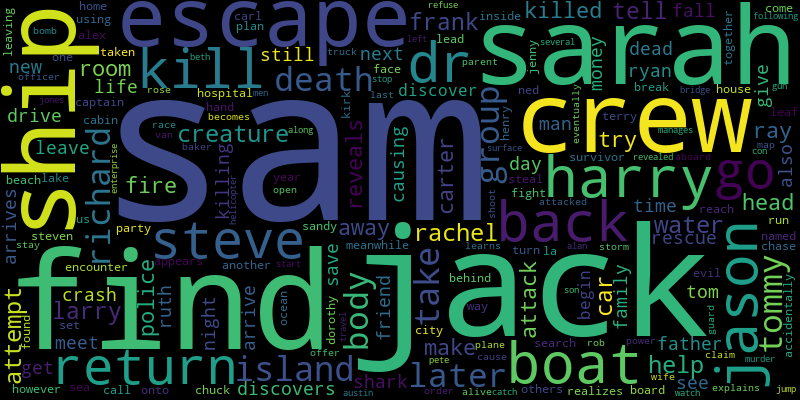 sam
jack
find
sarah
escape
crew
ship
kill
dr
harry
go
back
jason
boat
return
island
steve
richard
group
death
creature
frank
tell
fall
killed
dead
ryan
money
give
room
life
new
drive
leave
arrives
fire
party
killing
reveals
causing
carter
rachel
away
take
body
police
crash
larry
attempt
meet
get
night
arrive
save
friend
shark
later
make
attack
car
family
begin
try
man
day
time
water
rescue
head
ray
also
see
help
father
tom
tommy
accidentally
discovers
discover
next
still
home
using
alex
carl
plan
one
officer
bomb
jones
leaving
captain
taken
beth
truck
hospital
rose
men
hand
becomes
face
lead
last
stop
kirk
along
refuse
following
left
inside
parent
jenny
several
together
come
gun
house
break
leaf
map
con
run
named
chase
reach
evil
guard
storm
steal
aboard
revealed
manages
bridge
eventually
terry
henry
ned
survivor
surface
shoot
fight
attacked
cabin
race
van
baker
enterprise
year
open
helicopter
beach
lake
us
steven
stay
encounter
appears
another
start
ruth
set
found
however
sea
call
onto
chuck
ocean
dorothy
sandy
meanwhile
learns
turn
la
alan
behind
way
son
city
plane
cause
search
rob
power
claim
wife
murder
explains
watch
jump
board
realizes
others
catch
alive
order
pete
offer
austin
travel